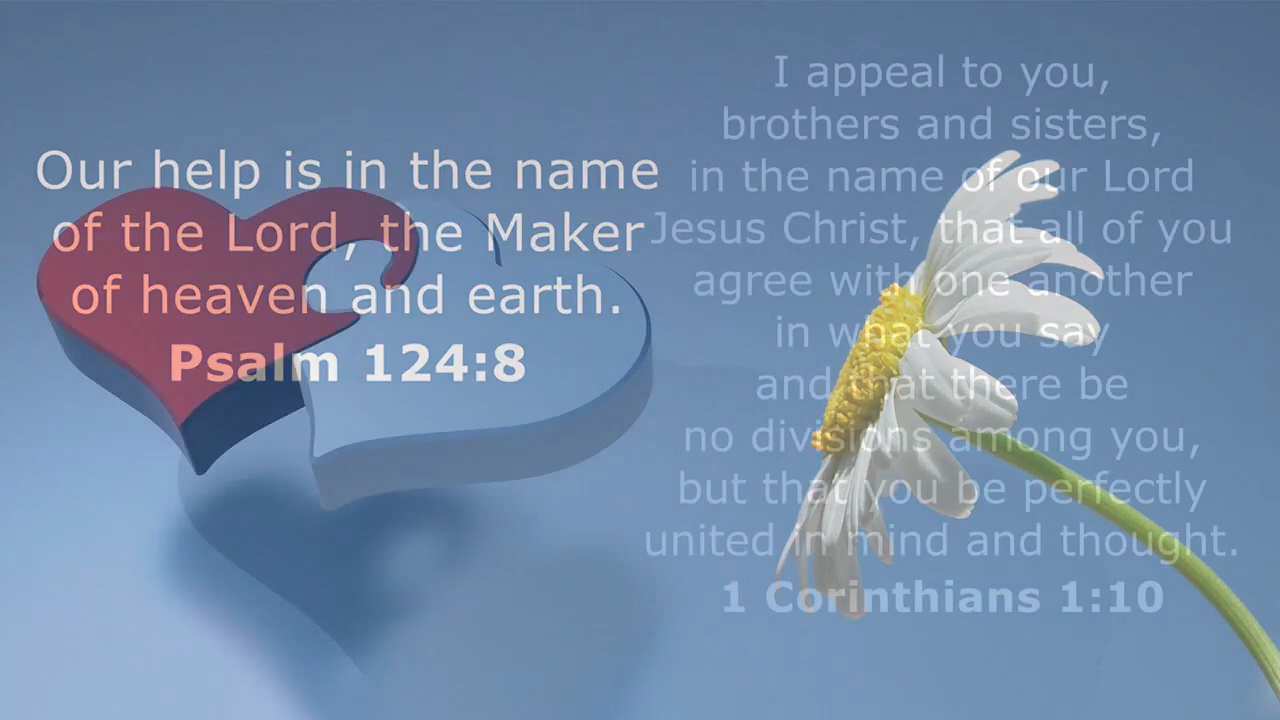 Our help is in the name
of the Lord, the Maker
of heaven and earth.
Psalm 124:8
I appeal to you,
brothers and sisters,
in the name of our Lord
Jesus Christ, that all of you
agree with one another
in what you say
and that there be
no divisions among you,
but that you be perfectly
united in mind and thought.
1 Corinthians 1:10